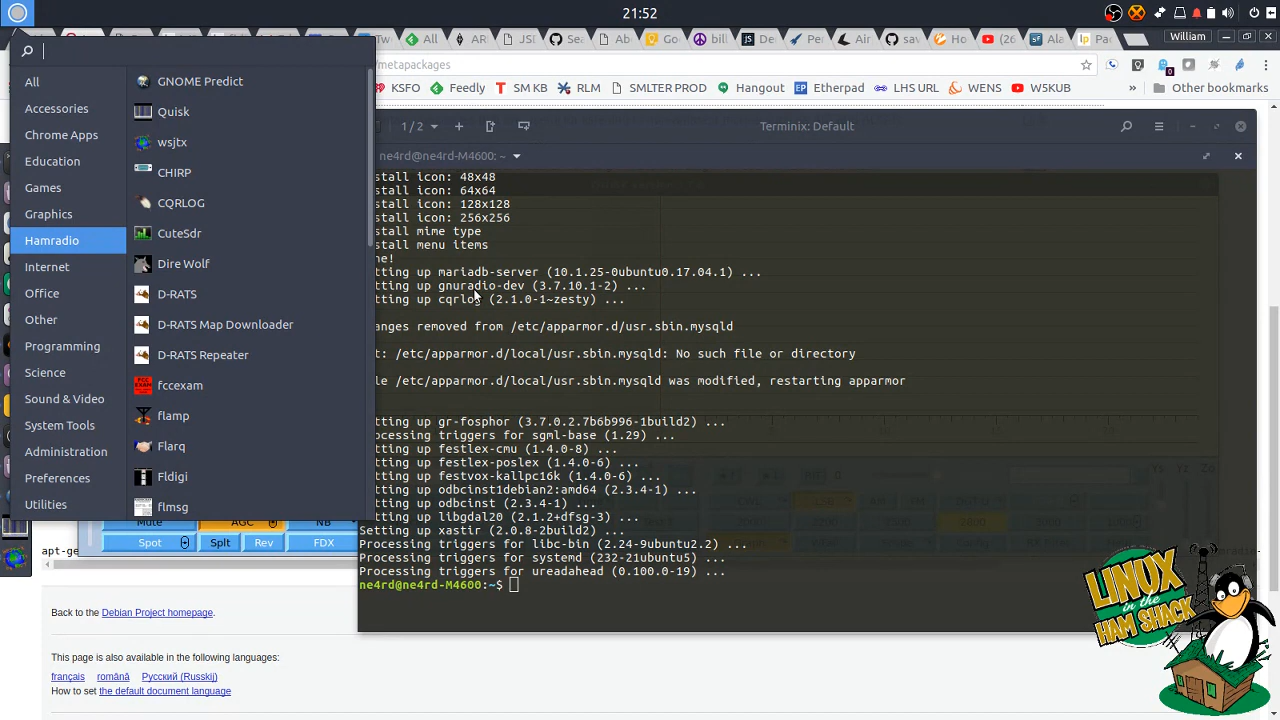 21:52
William
/metapackages
KSFO
Feedly
SM KB
RLM
SMLTER PROD
Hangout
Etherpad
LHS URL
WENS
W5KUB
» Other bookmarks
All
Accessories
Chrome Apps
Education
Games
Graphics
Hamradio
Internet
Office
Other
Programming
Science
Sound & Video
System Tools
Administration
Preferences
Utilities
GNOME Predict
Quisk
wsjtx
CHIRP
CQRLOG
CuteSdr
Dire Wolf
D-RATS
D-RATS Map Downloader
D-RATS Repeater
fccexam
flamp
Flarq
Fldigi
flmsg
1 / 2
Terminix: Default
ne4rd@ne4rd-M4600: ~
stall icon: 48x48
stall icon: 64x64
stall icon: 128x128
stall icon: 256x256
stall mime type
stall menu items
ne!
tting up mariadb-server (10.1.25-0ubuntu0.17.04.1) ...
tting up gnuradio-dev (3.7.10.1-2) ...
tting up cqrlog (2.1.0-1~zesty) ...
anges removed from /etc/apparmor.d/usr.sbin.mysqld
t: /etc/apparmor.d/local/usr.sbin.mysqld: No such file or directory
le /etc/apparmor.d/local/usr.sbin.mysqld was modified, restarting apparmor
tting up gr-fosphor (3.7.0.2.7b6b996-1build2) ...
ocessing triggers for sgml-base (1.29) ...
tting up festlex-cmu (1.4.0-8) ...
tting up festlex-poslex (1.4.0-6) ...
tting up festvox-kallpc16k (1.4.0-6) ...
tting up odbcinst1debian2:amd64 (2.3.4-1) ...
tting up odbcinst (2.3.4-1) ...
tting up libgdal20 (2.1.2+dfsg-3) ...
Setting up xastir (2.0.8-2build2) ...
Processing triggers for libc-bin (2.24-9ubuntu2.2) ...
Processing triggers for systemd (232-21ubuntu5) ...
Processing triggers for ureadahead (0.100.0-19) ...
ne4rd@ne4rd-M4600:~$
Mute AGC NB
Spot Splt Rev FDX
apt-ge
Back to the Debian Project homepage.
This page is also available in the following languages:
français română Русский (Russkij)
How to set the default document language
LINUX
in the
HAM SHACK